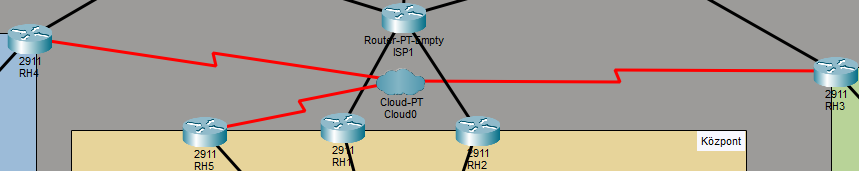 Router-PT-Empty
ISP1
2911
RH4
Cloud-PT
Cloud0
2911
RH3
2911
RH5
2911
RH1
2911
RH2
Központ